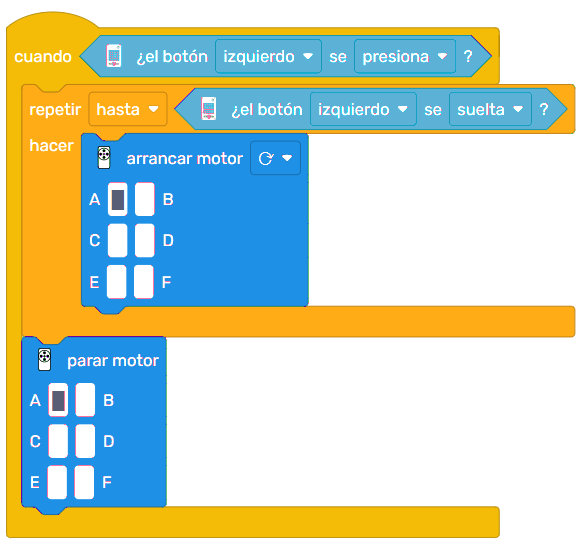 cuando ¿el botón izquierdo se presiona ?
repetir hasta ¿el botón izquierdo se suelta ?
hacer
arrancar motor
A B
C D
E F
parar motor
A B
C D
E F